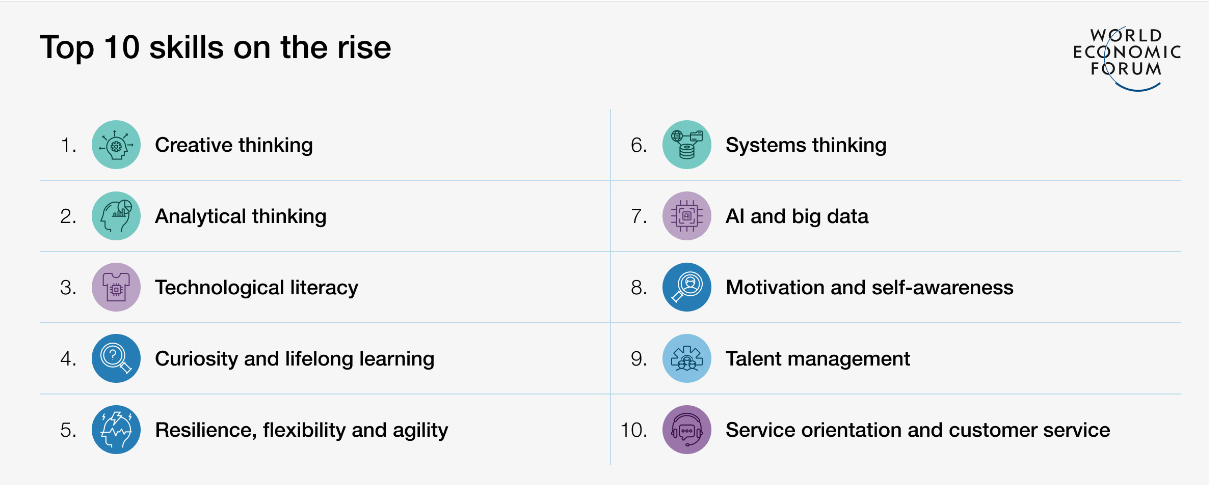 Top 10 skills on the rise
WORLD
ECONOMIC
FORUM
1. Creative thinking
2. Analytical thinking
3. Technological literacy
4. Curiosity and lifelong learning
5. Resilience, flexibility and agility
6. Systems thinking
7. AI and big data
8. Motivation and self-awareness
9. Talent management
10. Service orientation and customer service